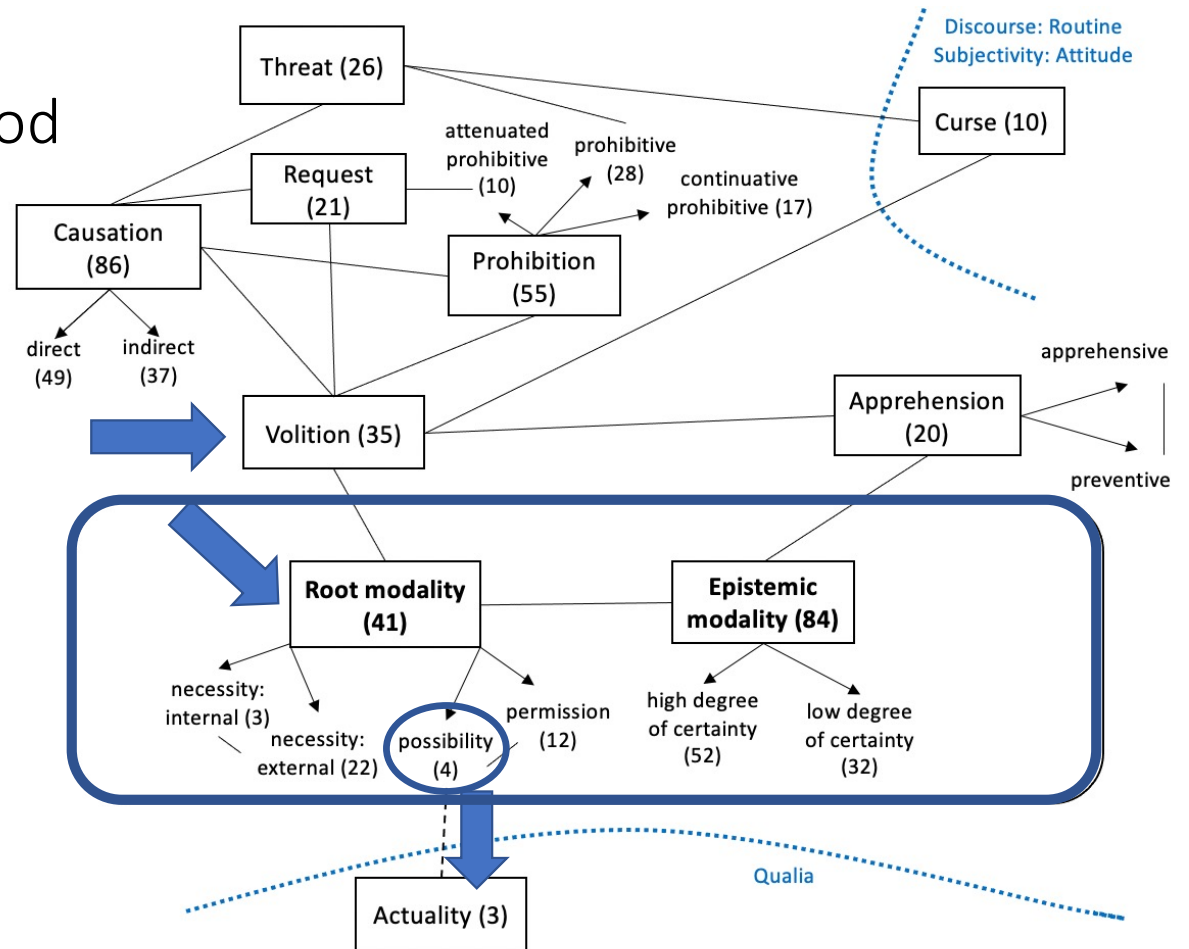 Discourse: Routine
Subjectivity: Attitude
Threat (26)
od
Curse (10)
attenuated
prohibitive
(10)
prohibitive
(28)
Request
(21)
continuative
prohibitive (17)
Causation
(86)
Prohibition
(55)
direct
(49)
indirect
(37)
apprehensive
Apprehension
(20)
Volition (35)
preventive
Root modality
(41)
Epistemic
modality (84)
necessity:
internal (3)
necessity:
external (22)
possibility
(4)
permission
(12)
high degree
of certainty
(52)
low degree
of certainty
(32)
Qualia
Actuality (3)